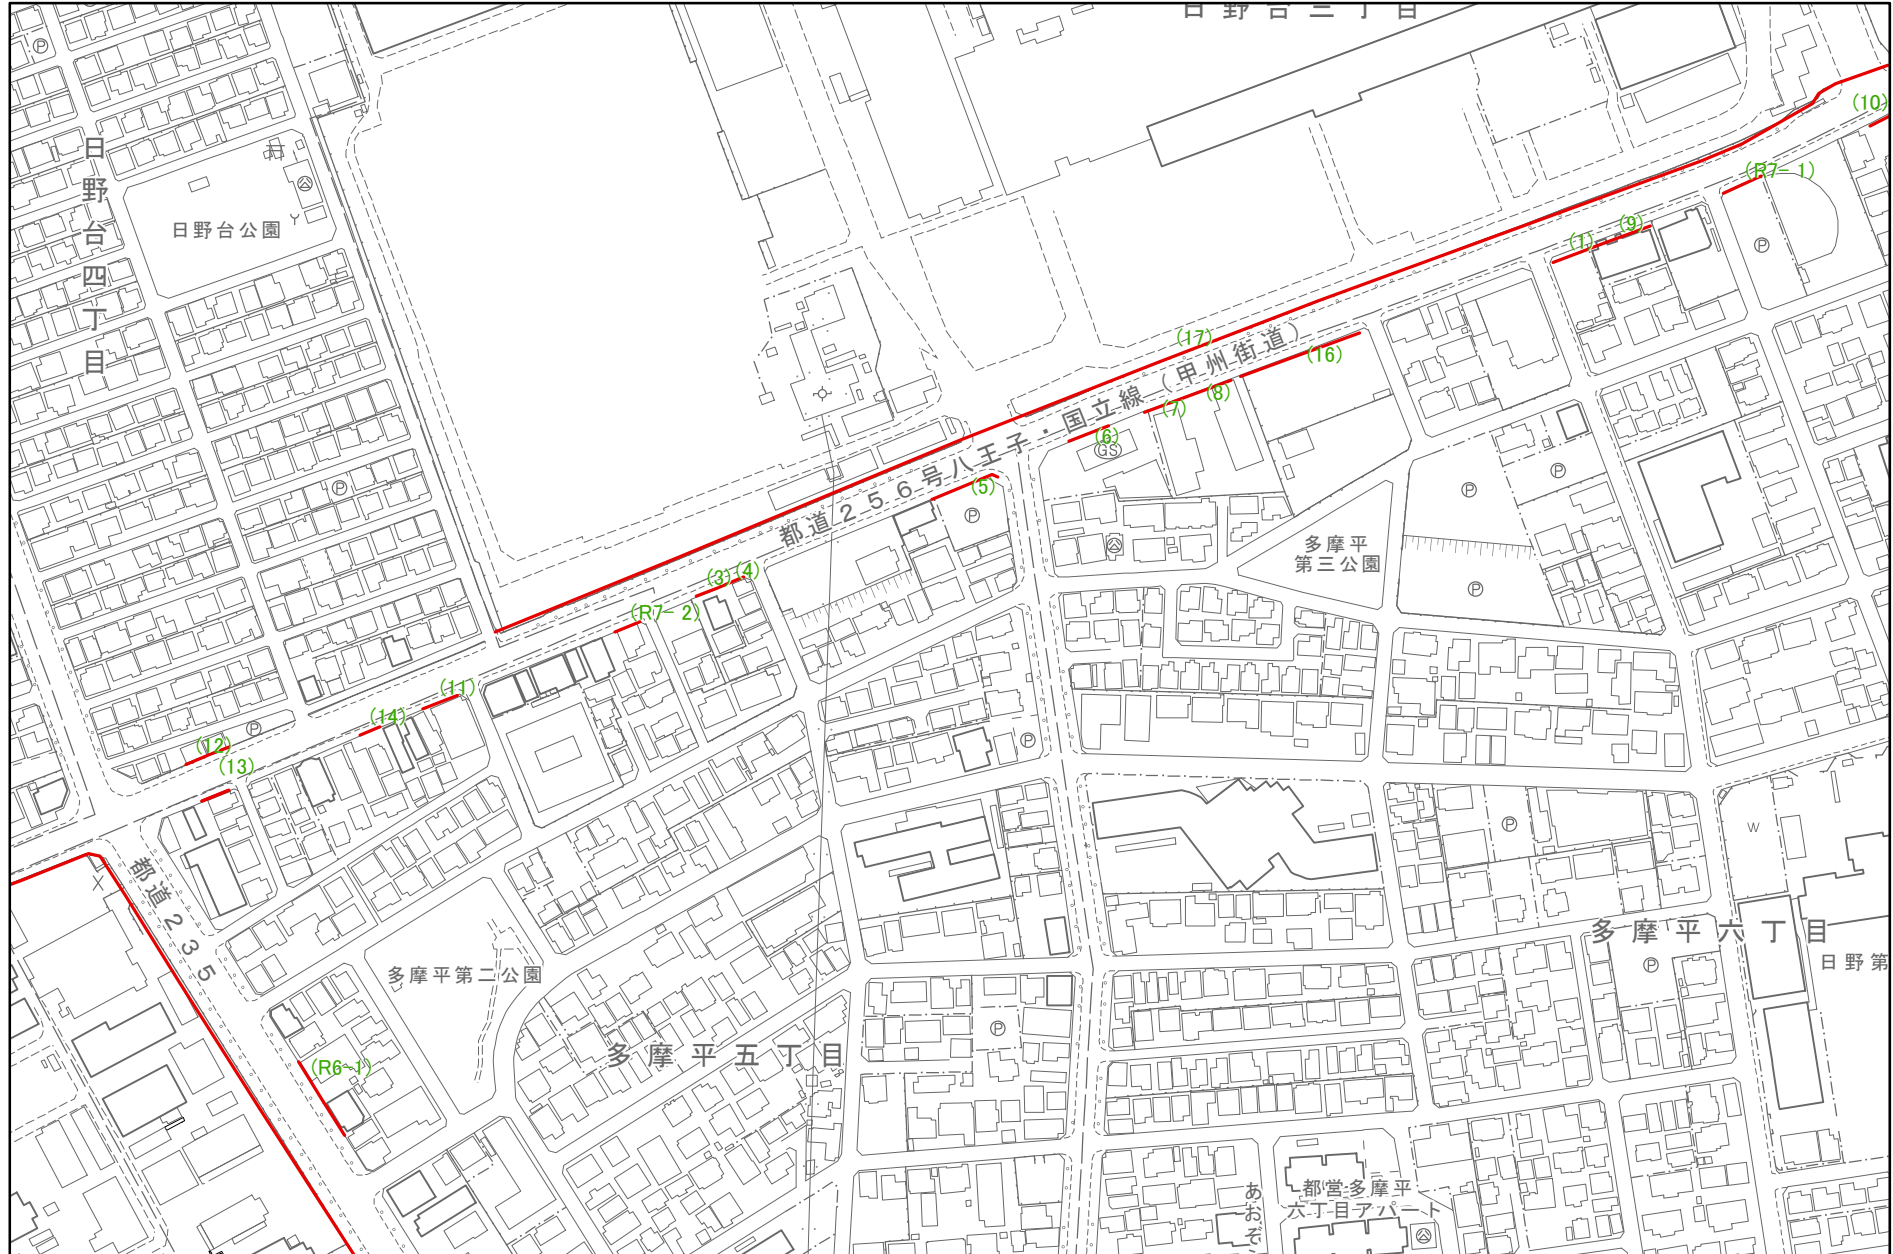 日野台三丁目
Ⓟ
(10)
日野台四丁目
(R7-1)
日野台公園
(9)
(1)
Ⓟ
(17)
都道256号八王子・国立線（甲州街道）
(16)
(8)
(7)
(6)
GS
Ⓟ
Ⓟ
Ⓟ
(5)
Ⓟ
多摩平
第三公園
(3)
(4)
Ⓟ
(R7-2)
(11)
(14)
Ⓟ
(12)
Ⓟ
(13)
Ⓟ
W
都道235
多摩平六丁目
日野第
Ⓟ
多摩平第二公園
Ⓟ
多摩平五丁目
(R6-1)
都営多摩平
六丁目アパート
あおぞ